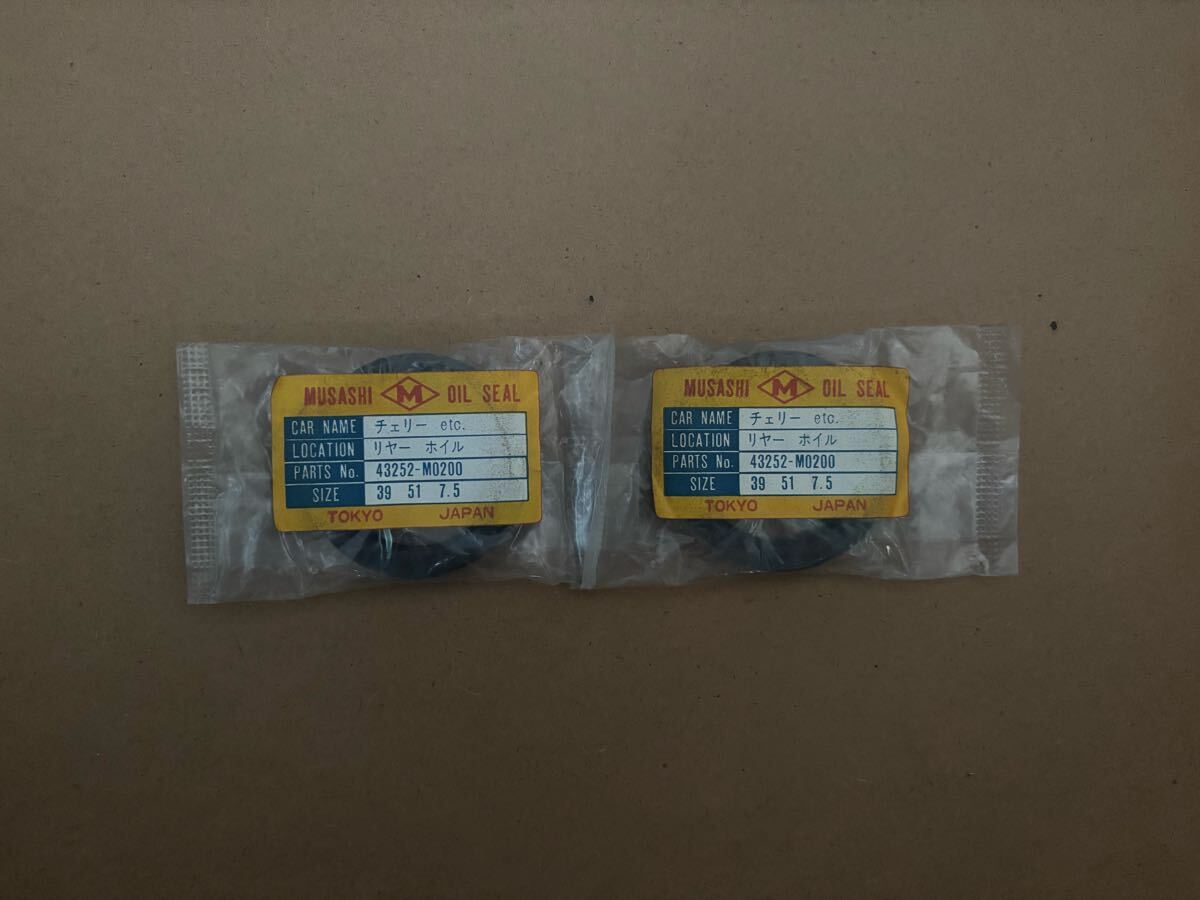 MUSASHI M OIL SEAL
CAR NAME チェリー etc.
LOCATION リヤー ホイル
PARTS No. 43252-M0200
SIZE 39 51 7.5
TOKYO JAPAN
MUSASHI M OIL SEAL
CAR NAME チェリー etc.
LOCATION リヤー ホイル
PARTS No. 43252-M0200
SIZE 39 51 7.5
TOKYO JAPAN